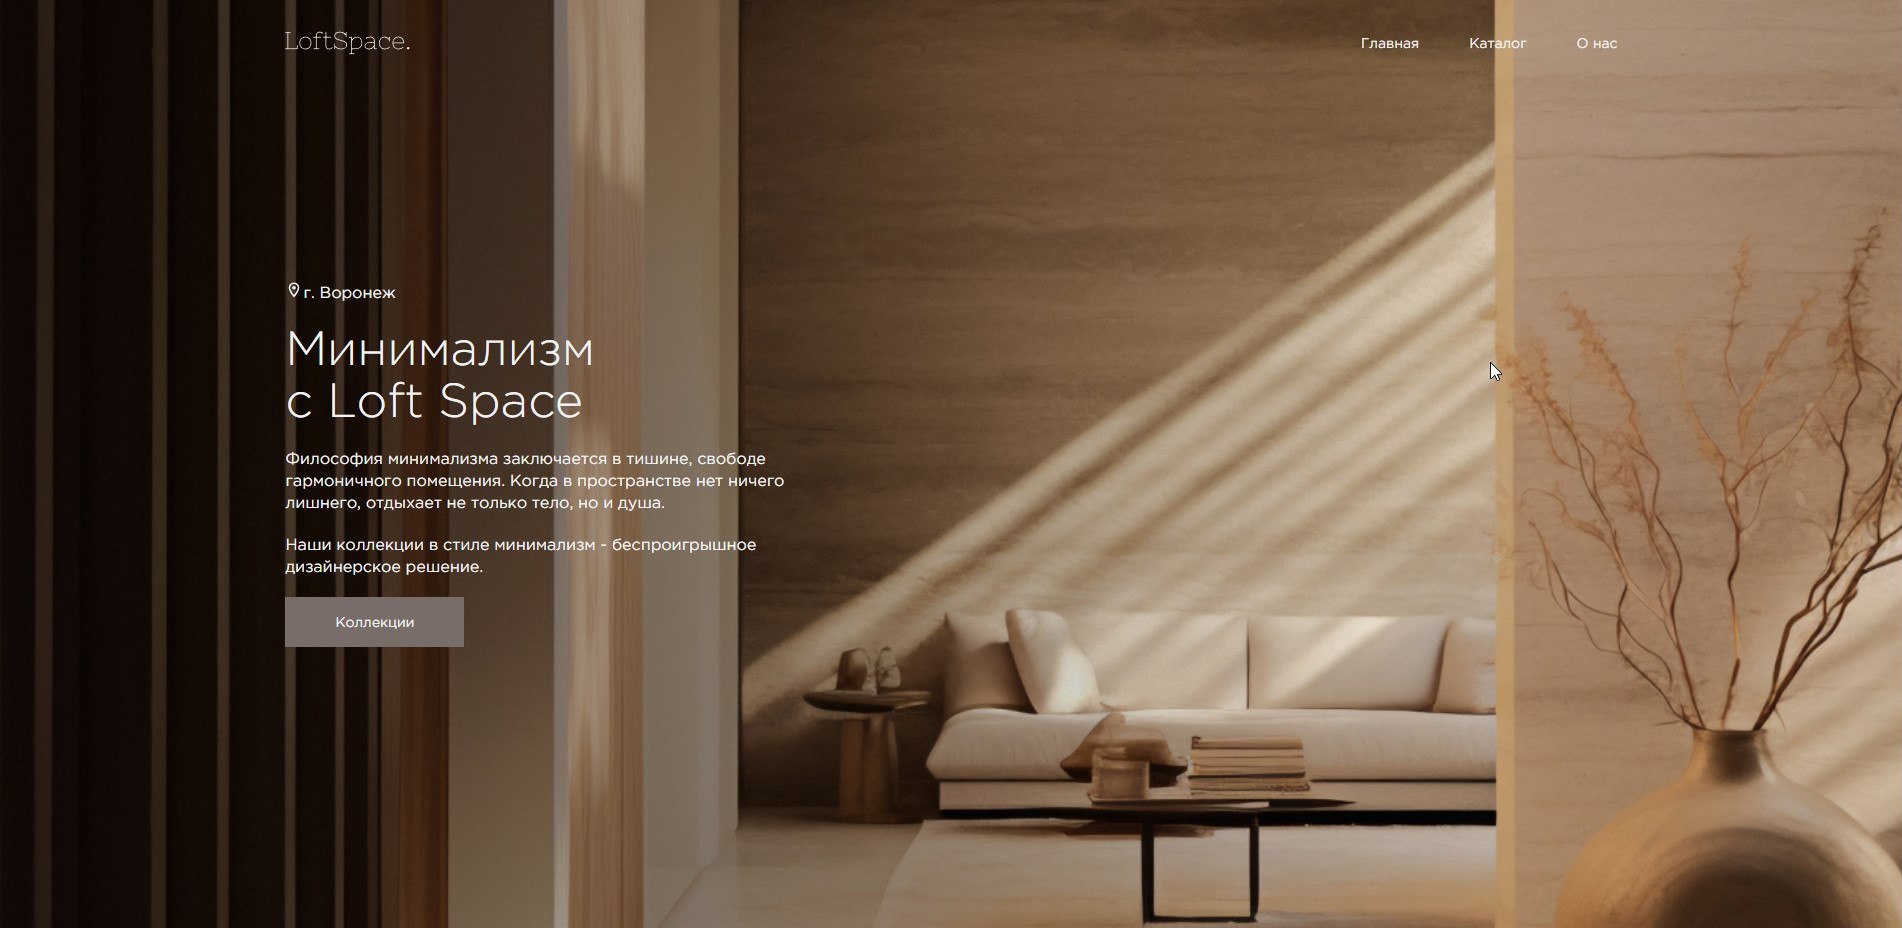 LoftSpace.
Главная Каталог О нас
г. Воронеж
Минимализм
с Loft Space
Философия минимализма заключается в тишине, свободе
гармоничного помещения. Когда в пространстве нет ничего
лишнего, отдыхает не только тело, но и душа.
Наши коллекции в стиле минимализм - беспроигрышное
дизайнерское решение.
Коллекции